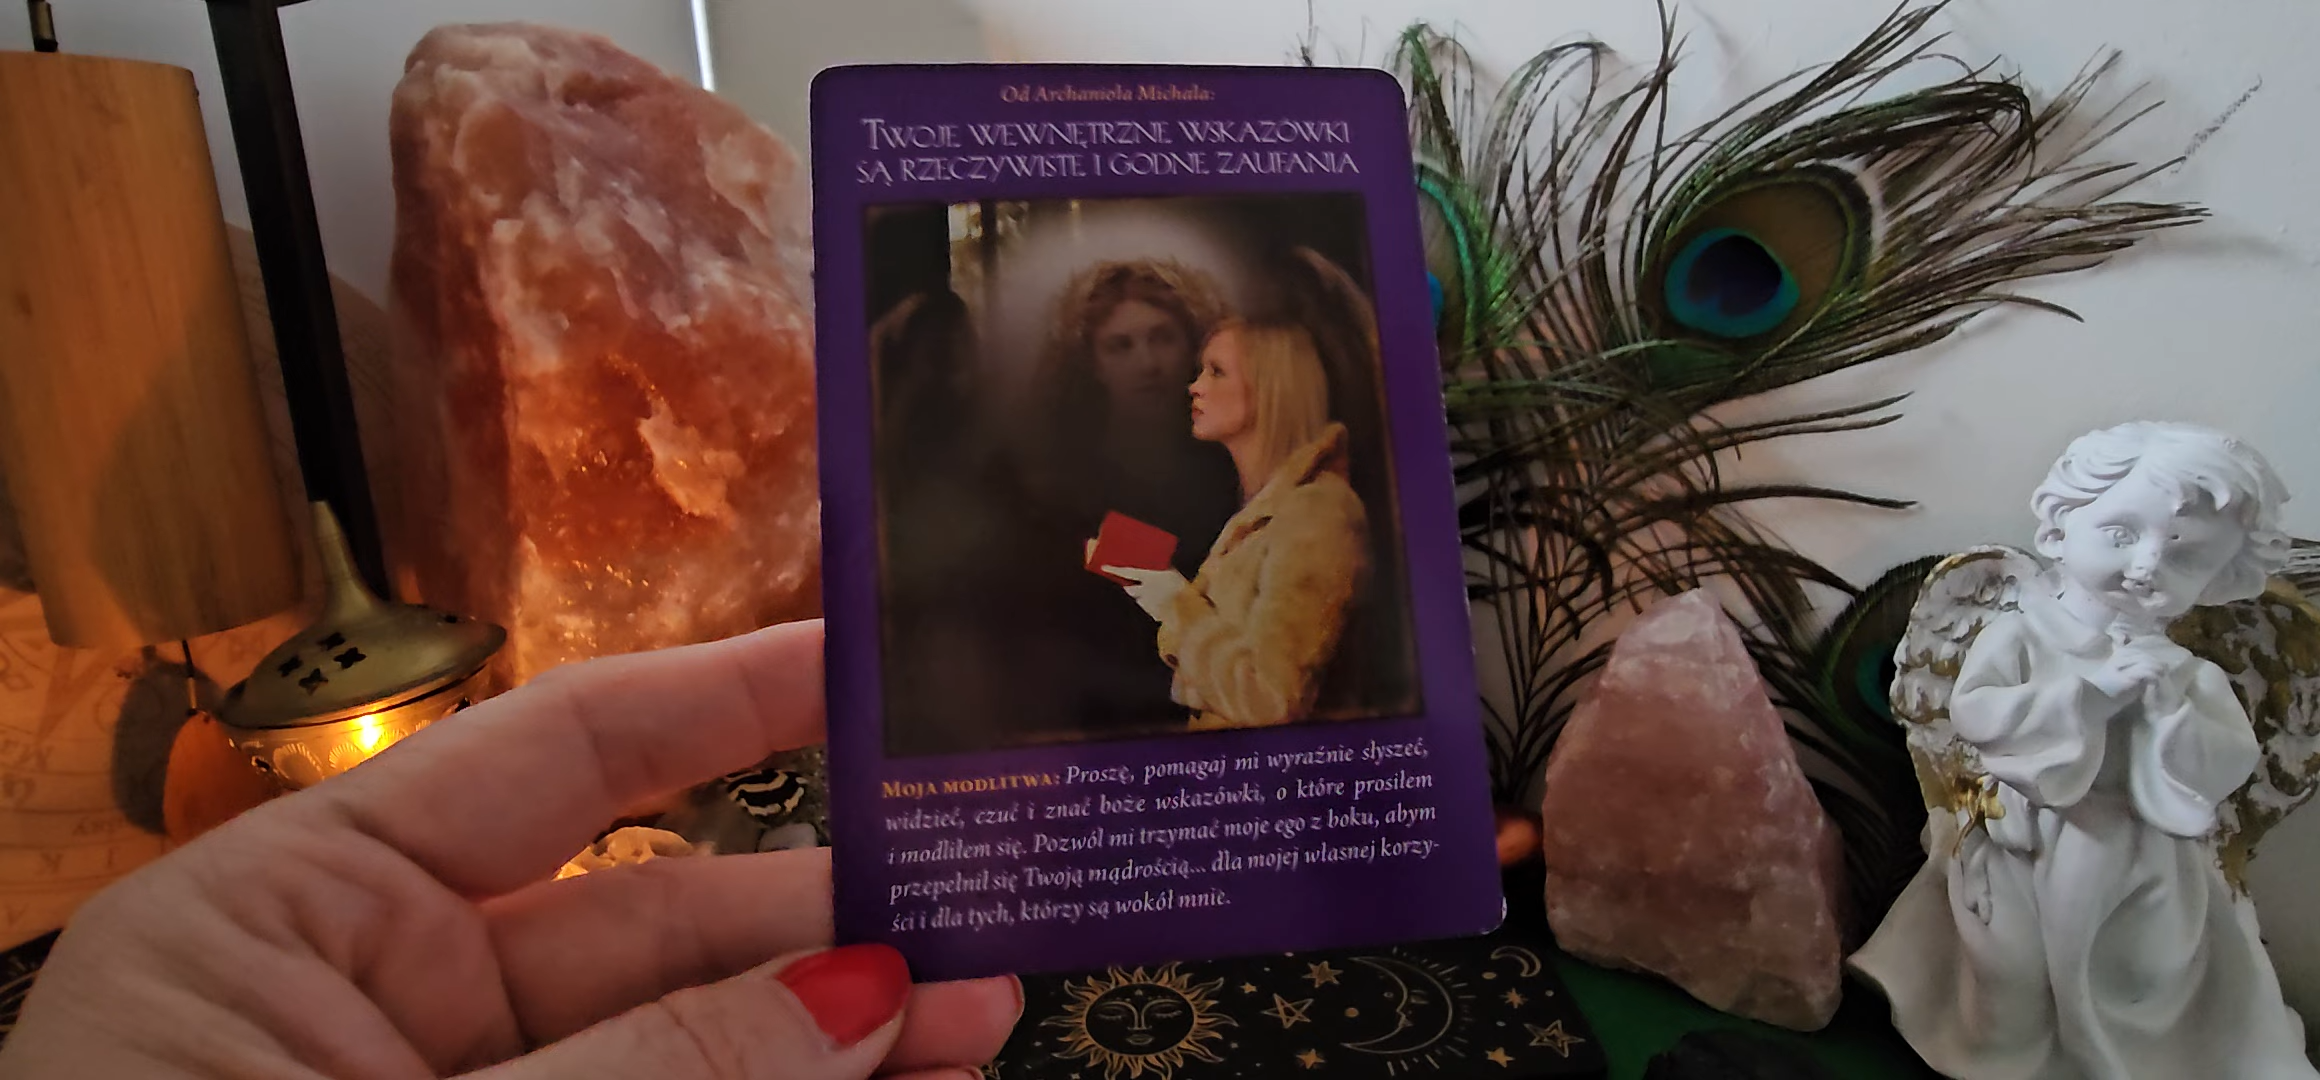 Od Archanioła Michała:
TWOJE WEWNĘTRZNE WSKAZÓWKI
SĄ RZECZYWISTE I GODNE ZAUFANIA
MOJA MODLITWA: Proszę, pomagaj mi wyraźnie słyszeć,
widzieć, czuć i znać boże wskazówki, o które prosiłem
i modliłem się. Pozwól mi trzymać moje ego z boku, abym
przepełnił się Twoją mądrością... dla mojej własnej korzy-
ści i dla tych, którzy są wokół mnie.